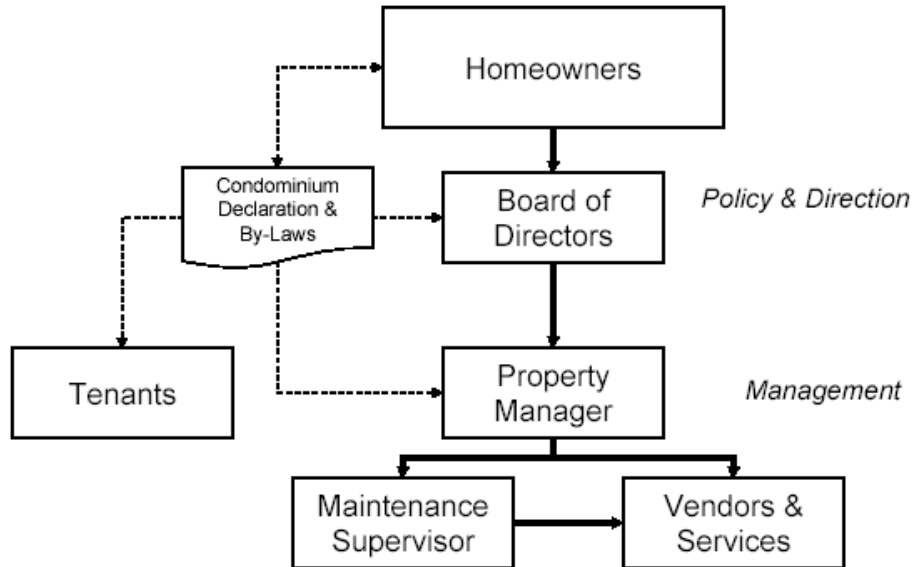 Homeowners
Condominium
Declaration &
By-Laws
Board of
Directors
Policy & Direction
Tenants
Property
Manager
Management
Maintenance
Supervisor
Vendors &
Services